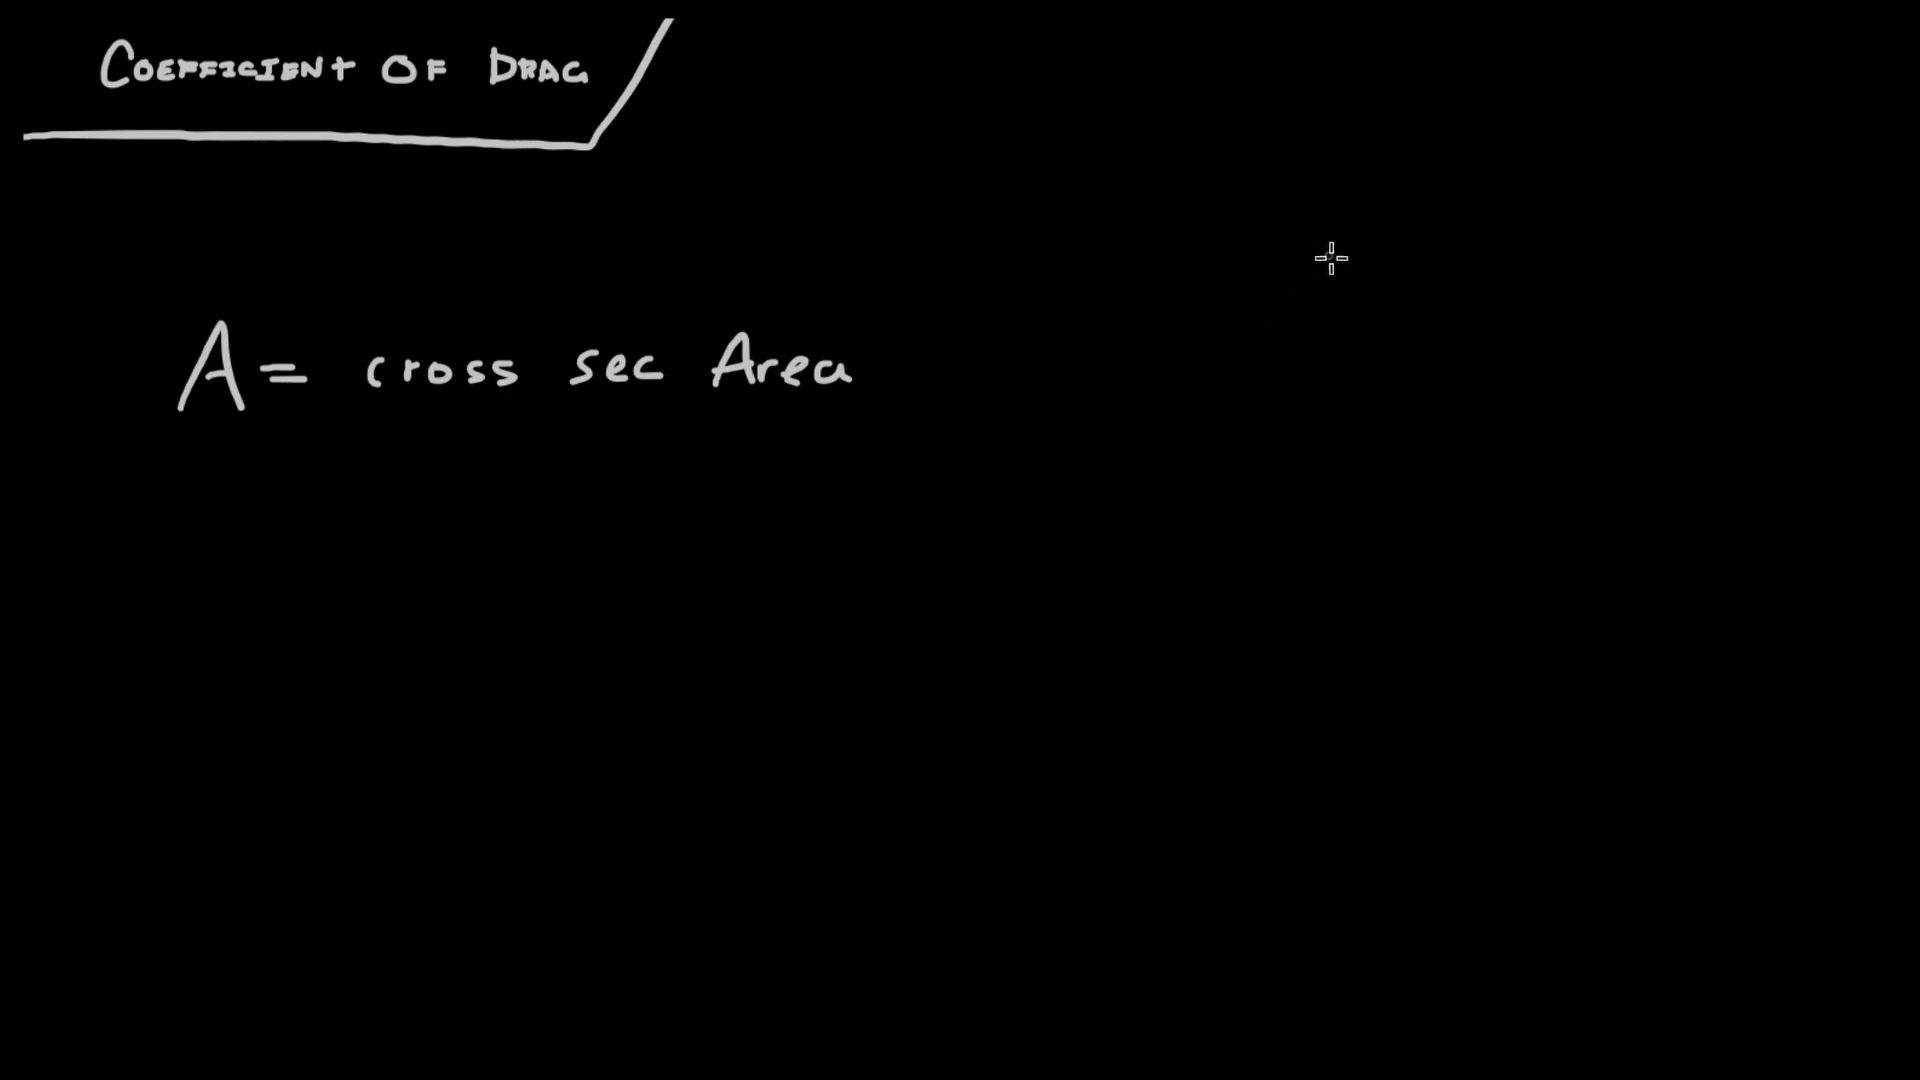 COEFFICIENT OF DRAG
A = cross sec Area